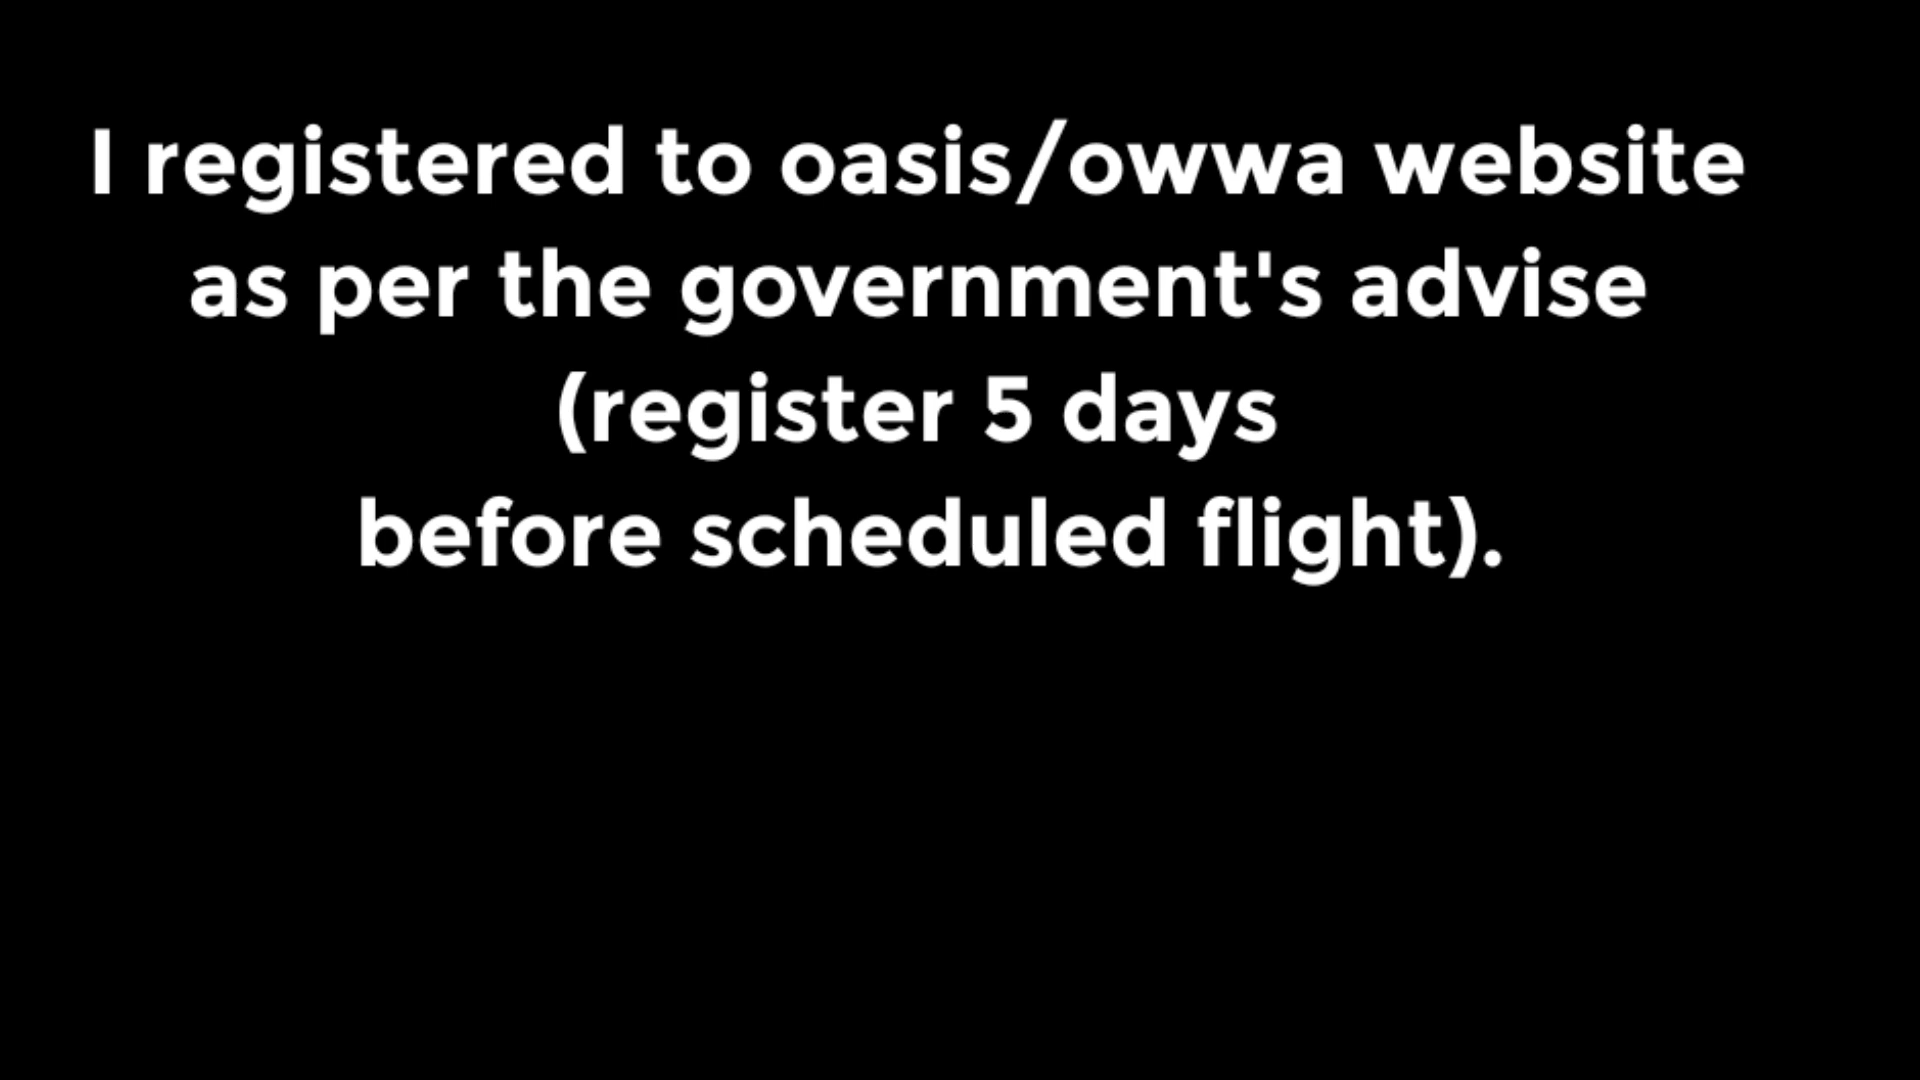 I registered to oasis/owwa website
as per the government's advise
(register 5 days
before scheduled flight).